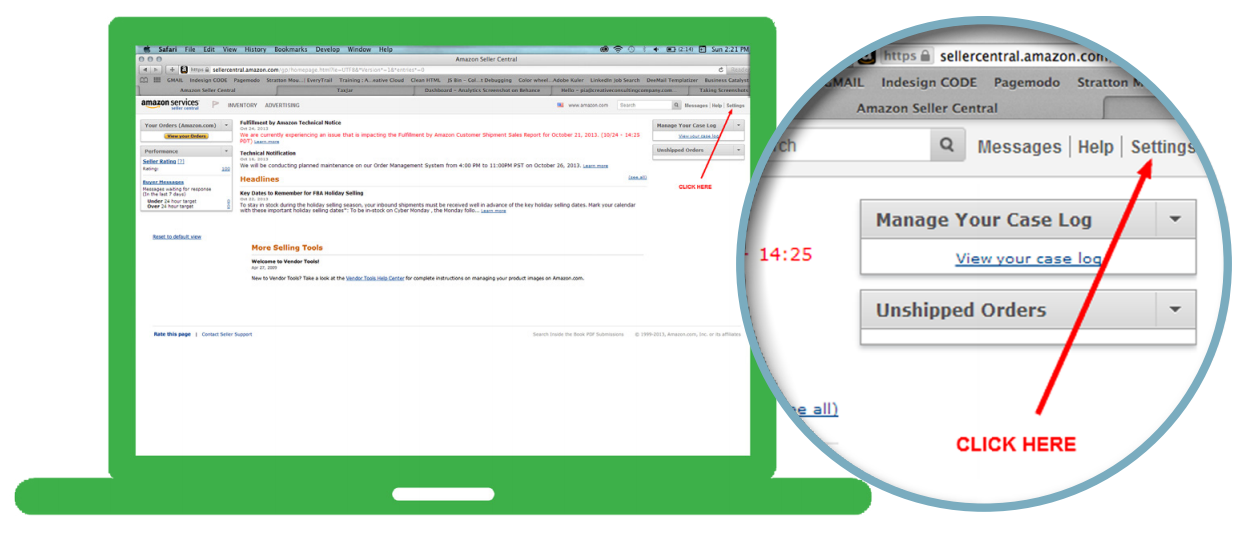 Safari File Edit View History Bookmarks Develop Window Help
(2:14) Sun 2:21 PM
Amazon Seller Central
https sellercentral.amazon.com/gp/homepage.html?ie=UTF8&*Version*=1&*entries*=0
Reader
GMAIL Indesign CODE Pagemodo Stratton Mou... EveryTrail Training : A...eative Cloud Clean HTML JS Bin – Col...t Debugging Color wheel...Adobe Kuler LinkedIn Job Search OneMail Templatizer Business Catalyst
Amazon Seller Central
TaxJar
Dashboard – Analytics Screenshot on Behance
Taking Screenshots
amazon services
seller central
INVENTORY ADVERTISING
www.amazon.com Search Messages | Help | Settings
Your Orders (Amazon.com)
View your Orders
Performance
Seller Rating [?]
Rating: 100
Buyer Messages
Messages waiting for response
(in the last 7 days)
Under 24 hour target 0
Over 24 hour target 0
Reset to default view
Fulfillment by Amazon Technical Notice
Oct 24, 2013
We are currently experiencing an issue that is impacting the Fulfillment by Amazon Customer Shipment Sales Report for October 21, 2013. [10/24 - 14:25
PDT] Learn more
Technical Notification
Oct 16, 2013
We will be conducting planned maintenance on our Order Management System from 4:00 PM to 11:00PM PST on October 26, 2013. Learn more
Headlines
(see all)
Key Dates to Remember for FBA Holiday Selling
Oct 22, 2013
To stay in stock during the holiday selling season, your inbound shipments must be received well in advance of the key holiday selling dates. Mark your calendar
with these important holiday selling dates*: To be in-stock on Cyber Monday , the Monday follo... Learn more
More Selling Tools
Welcome to Vendor Tools!
Apr 27, 2009
New to Vendor Tools? Take a look at the Vendor Tools Help Center for complete instructions on managing your product images on Amazon.com.
Manage Your Case Log
View your case log
Unshipped Orders
CLICK HERE
Rate this page | Contact Seller Support
Search Inside the Book PDF Submissions © 1999-2013, Amazon.com, Inc. or its affiliates
https sellercentral.amazon.com
MAIL Indesign CODE Pagemodo Stratton M
Amazon Seller Central
rch Messages | Help | Settings
Manage Your Case Log
View your case log
- 14:25
Unshipped Orders
ee all)
CLICK HERE